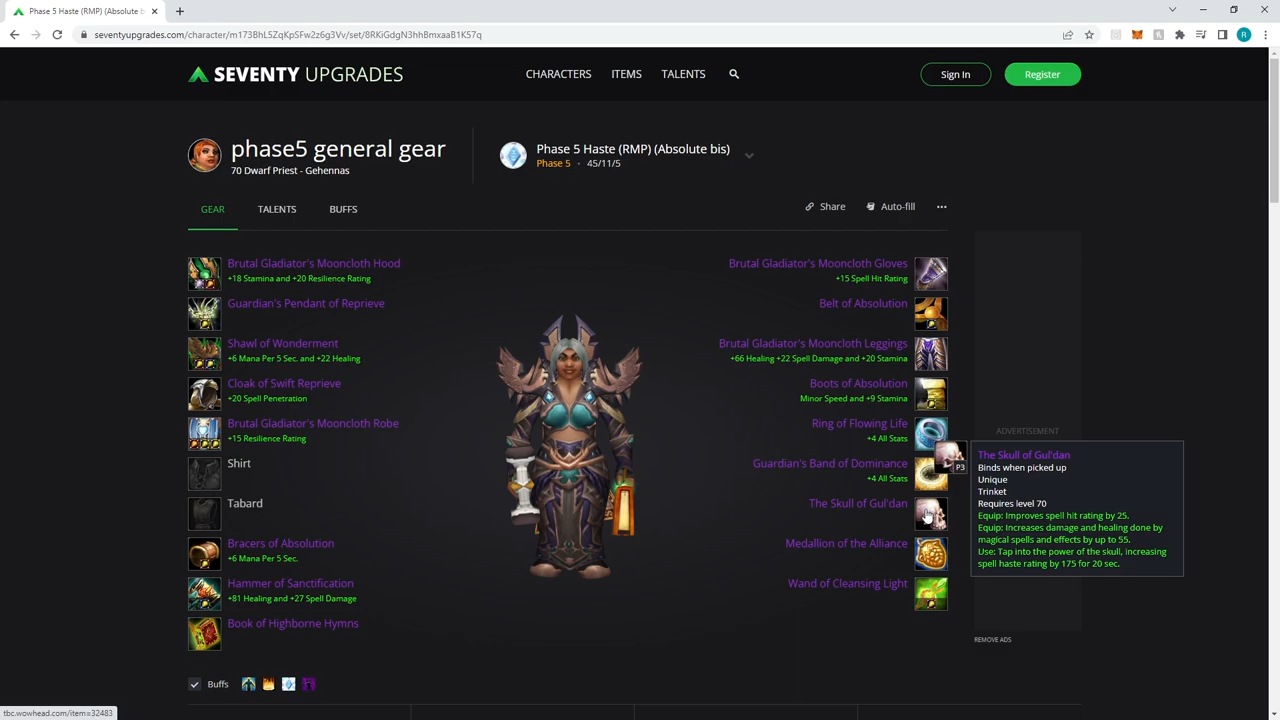 Phase 5 Haste (RMP) (Absolute b
seventyupgrades.com/character/m173BhL5ZqKpSFw2z6g3Vv/set/8RKiGdgN3hhBmxaaB1K57q
R
SEVENTY UPGRADES
CHARACTERS
ITEMS
TALENTS
Sign In
Register
phase5 general gear
70 Dwarf Priest - Gehennas
Phase 5 Haste (RMP) (Absolute bis)
Phase 5 · 45/11/5
GEAR
TALENTS
BUFFS
Share
Auto-fill
Brutal Gladiator's Mooncloth Hood
+18 Stamina and +20 Resilience Rating
Guardian's Pendant of Reprieve
Shawl of Wonderment
+6 Mana Per 5 Sec. and +22 Healing
Cloak of Swift Reprieve
+20 Spell Penetration
Brutal Gladiator's Mooncloth Robe
+15 Resilience Rating
Shirt
Tabard
Bracers of Absolution
+6 Mana Per 5 Sec.
Hammer of Sanctification
+81 Healing and +27 Spell Damage
Book of Highborne Hymns
Brutal Gladiator's Mooncloth Gloves
+15 Spell Hit Rating
Belt of Absolution
Brutal Gladiator's Mooncloth Leggings
+66 Healing +22 Spell Damage and +20 Stamina
Boots of Absolution
Minor Speed and +9 Stamina
Ring of Flowing Life
+4 All Stats
Guardian's Band of Dominance
+4 All Stats
The Skull of Gul'dan
Medallion of the Alliance
Wand of Cleansing Light
ADVERTISEMENT
P3
The Skull of Gul'dan
Binds when picked up
Unique
Trinket
Requires level 70
Equip: Improves spell hit rating by 25.
Equip: Increases damage and healing done by
magical spells and effects by up to 55.
Use: Tap into the power of the skull, increasing
spell haste rating by 175 for 20 sec.
REMOVE ADS
Buffs
tbc.wowhead.com/item=32483